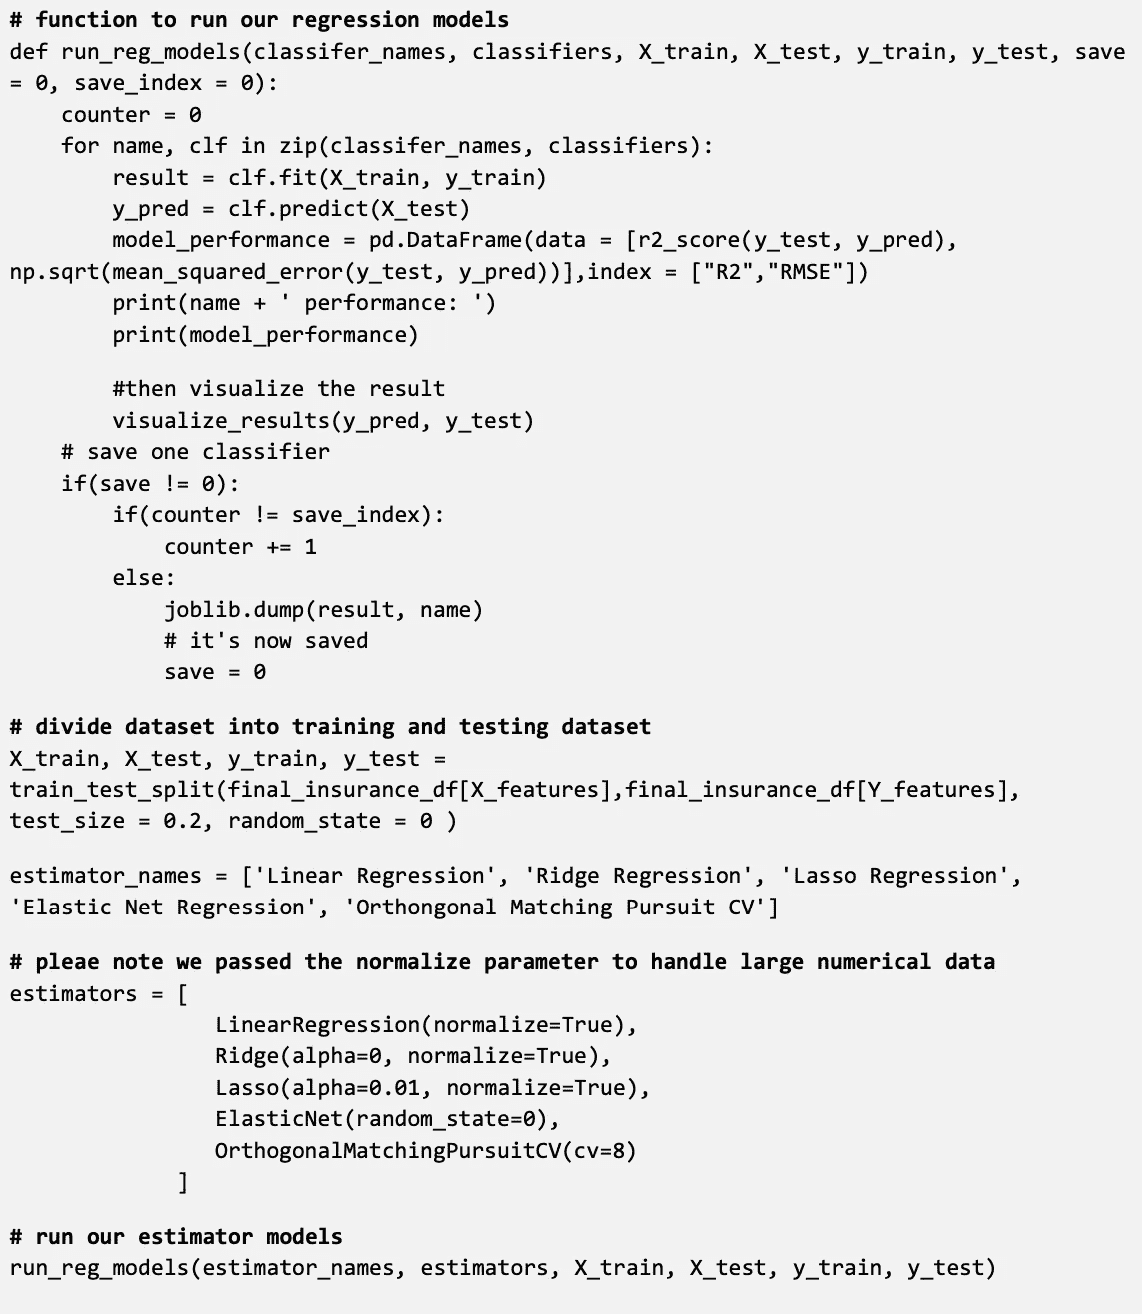 # function to run our regression models
def run_reg_models(classifer_names, classifiers, X_train, X_test, y_train, y_test, save
= 0, save_index = 0):
    counter = 0
    for name, clf in zip(classifer_names, classifiers):
        result = clf.fit(X_train, y_train)
        y_pred = clf.predict(X_test)
        model_performance = pd.DataFrame(data = [r2_score(y_test, y_pred),
np.sqrt(mean_squared_error(y_test, y_pred))],index = ["R2","RMSE"])
        print(name + ' performance: ')
        print(model_performance)

        #then visualize the result
        visualize_results(y_pred, y_test)
    # save one classifier
    if(save != 0):
        if(counter != save_index):
            counter += 1
        else:
            joblib.dump(result, name)
            # it's now saved
            save = 0

# divide dataset into training and testing dataset
X_train, X_test, y_train, y_test =
train_test_split(final_insurance_df[X_features],final_insurance_df[Y_features],
test_size = 0.2, random_state = 0 )

estimator_names = ['Linear Regression', 'Ridge Regression', 'Lasso Regression',
'Elastic Net Regression', 'Orthongonal Matching Pursuit CV']

# pleae note we passed the normalize parameter to handle large numerical data
estimators = [
                LinearRegression(normalize=True),
                Ridge(alpha=0, normalize=True),
                Lasso(alpha=0.01, normalize=True),
                ElasticNet(random_state=0),
                OrthogonalMatchingPursuitCV(cv=8)
             ]

# run our estimator models
run_reg_models(estimator_names, estimators, X_train, X_test, y_train, y_test)